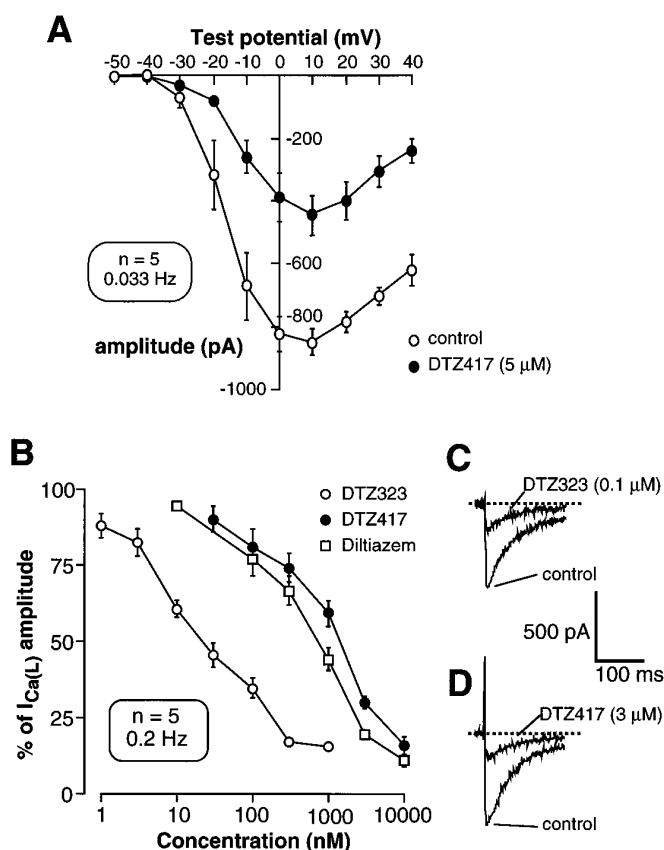 A
Test potential (mV)
-50 -40 -30 -20 -10 0 10 20 30 40
-200
-600
-800
-1000
n = 5
0.033 Hz
amplitude (pA)
control
DTZ417 (5 µM)
B
100
75
50
25
0
% of ICa(L) amplitude
DTZ323
DTZ417
Diltiazem
n = 5
0.2 Hz
1 10 100 1000 10000
Concentration (nM)
C
DTZ323 (0.1 µM)
control
500 pA
100 ms
D
DTZ417 (3 µM)
control